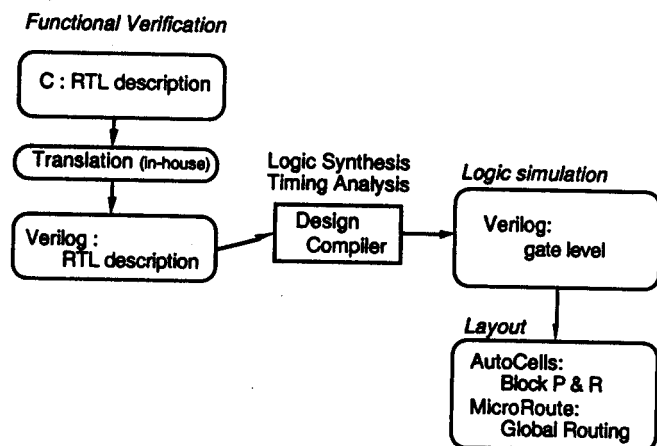 Functional Verification
C : RTL description
Translation (in-house)
Verilog :
RTL description
Logic Synthesis
Timing Analysis
Design
Compiler
Logic simulation
Verilog:
gate level
Layout
AutoCells:
Block P & R
MicroRoute:
Global Routing